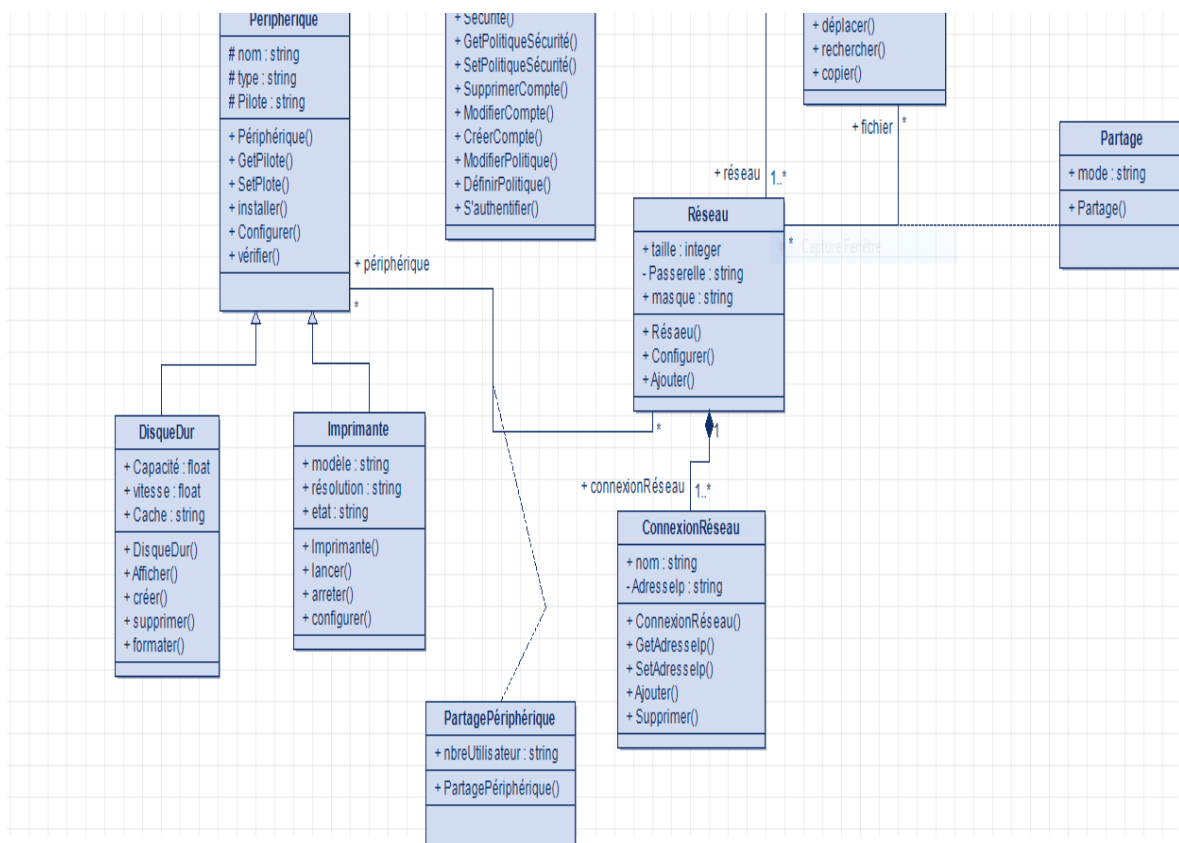 Périphérique
# nom : string
# type : string
# Pilote : string
+ Périphérique()
+ GetPilote()
+ SetPlote()
+ installer()
+ Configurer()
+ vérifier()
+ Sécurité()
+ GetPolitiqueSécurité()
+ SetPolitiqueSécurité()
+ SupprimerCompte()
+ ModifierCompte()
+ CréerCompte()
+ ModifierPolitique()
+ DéfinirPolitique()
+ S'authentifier()
+ déplacer()
+ rechercher()
+ copier()
+ fichier
*
Partage
+ mode : string
+ Partage()
+ réseau
1..*
Réseau
+ taille : integer
- Passerelle : string
+ masque : string
+ Résaeu()
+ Configurer()
+ Ajouter()
*
Capture Fenêtre
+ périphérique
*
*
1
+ connexionRéseau
1..*
DisqueDur
+ Capacité : float
+ vitesse : float
+ Cache : string
+ DisqueDur()
+ Afficher()
+ créer()
+ supprimer()
+ formater()
Imprimante
+ modèle : string
+ résolution : string
+ etat : string
+ Imprimante()
+ lancer()
+ arreter()
+ configurer()
ConnexionRéseau
+ nom : string
- AdresseIp : string
+ ConnexionRéseau()
+ GetAdresseIp()
+ SetAdresseIp()
+ Ajouter()
+ Supprimer()
PartagePériphérique
+ nbreUtilisateur : string
+ PartagePériphérique()